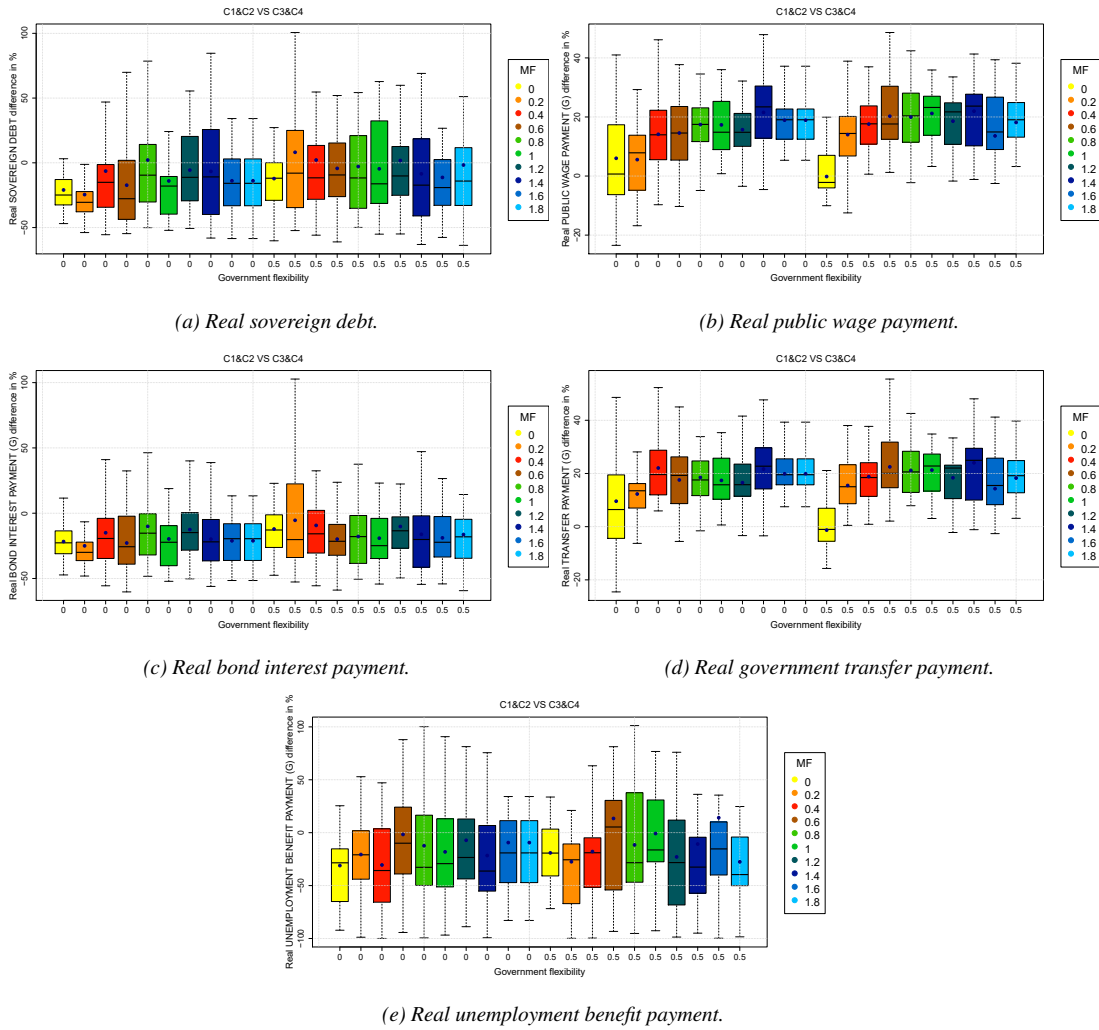 C1&C2 VS C3&C4
Real SOVEREIGN DEBT difference in %
100
50
0
−50
0 0 0 0 0 0 0 0 0 0 0.5 0.5 0.5 0.5 0.5 0.5 0.5 0.5 0.5 0.5
Government flexibility
MF
0
0.2
0.4
0.6
0.8
1
1.2
1.4
1.6
1.8
(a) Real sovereign debt.
C1&C2 VS C3&C4
Real PUBLIC WAGE PAYMENT (G) difference in %
40
20
0
−20
0 0 0 0 0 0 0 0 0 0 0.5 0.5 0.5 0.5 0.5 0.5 0.5 0.5 0.5 0.5
Government flexibility
MF
0
0.2
0.4
0.6
0.8
1
1.2
1.4
1.6
1.8
(b) Real public wage payment.
C1&C2 VS C3&C4
Real BOND INTEREST PAYMENT (G) difference in %
100
50
0
−50
0 0 0 0 0 0 0 0 0 0 0.5 0.5 0.5 0.5 0.5 0.5 0.5 0.5 0.5 0.5
Government flexibility
MF
0
0.2
0.4
0.6
0.8
1
1.2
1.4
1.6
1.8
(c) Real bond interest payment.
C1&C2 VS C3&C4
Real TRANSFER PAYMENT (G) difference in %
60
40
20
0
−20
0 0 0 0 0 0 0 0 0 0 0.5 0.5 0.5 0.5 0.5 0.5 0.5 0.5 0.5 0.5
Government flexibility
MF
0
0.2
0.4
0.6
0.8
1
1.2
1.4
1.6
1.8
(d) Real government transfer payment.
C1&C2 VS C3&C4
Real UNEMPLOYMENT BENEFIT PAYMENT (G) difference in %
100
50
0
−50
−100
0 0 0 0 0 0 0 0 0 0 0.5 0.5 0.5 0.5 0.5 0.5 0.5 0.5 0.5 0.5
Government flexibility
MF
0
0.2
0.4
0.6
0.8
1
1.2
1.4
1.6
1.8
(e) Real unemployment benefit payment.